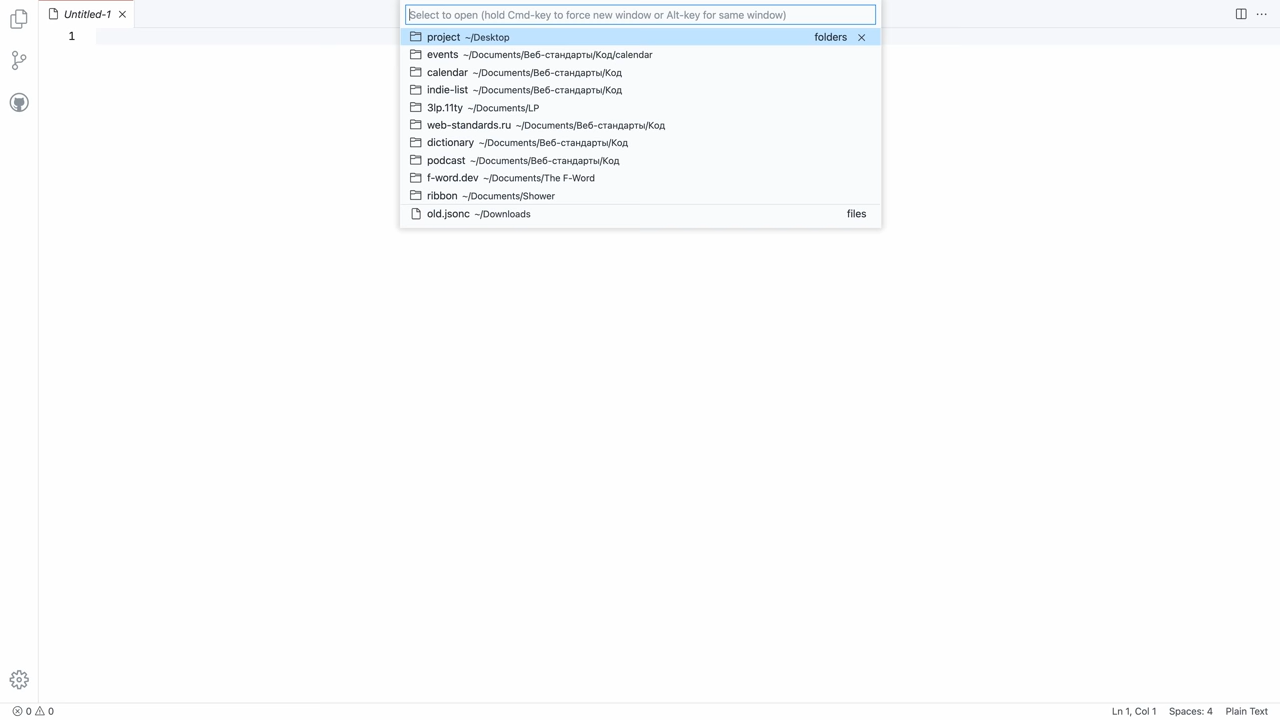 Untitled-1
Select to open (hold Cmd-key to force new window or Alt-key for same window)
1
project ~/Desktop folders
events ~/Documents/Веб-стандарты/Код/calendar
calendar ~/Documents/Веб-стандарты/Код
indie-list ~/Documents/Веб-стандарты/Код
3lp.11ty ~/Documents/LP
web-standards.ru ~/Documents/Веб-стандарты/Код
dictionary ~/Documents/Веб-стандарты/Код
podcast ~/Documents/Веб-стандарты/Код
f-word.dev ~/Documents/The F-Word
ribbon ~/Documents/Shower
old.jsonc ~/Downloads files
0 0 Ln 1, Col 1 Spaces: 4 Plain Text